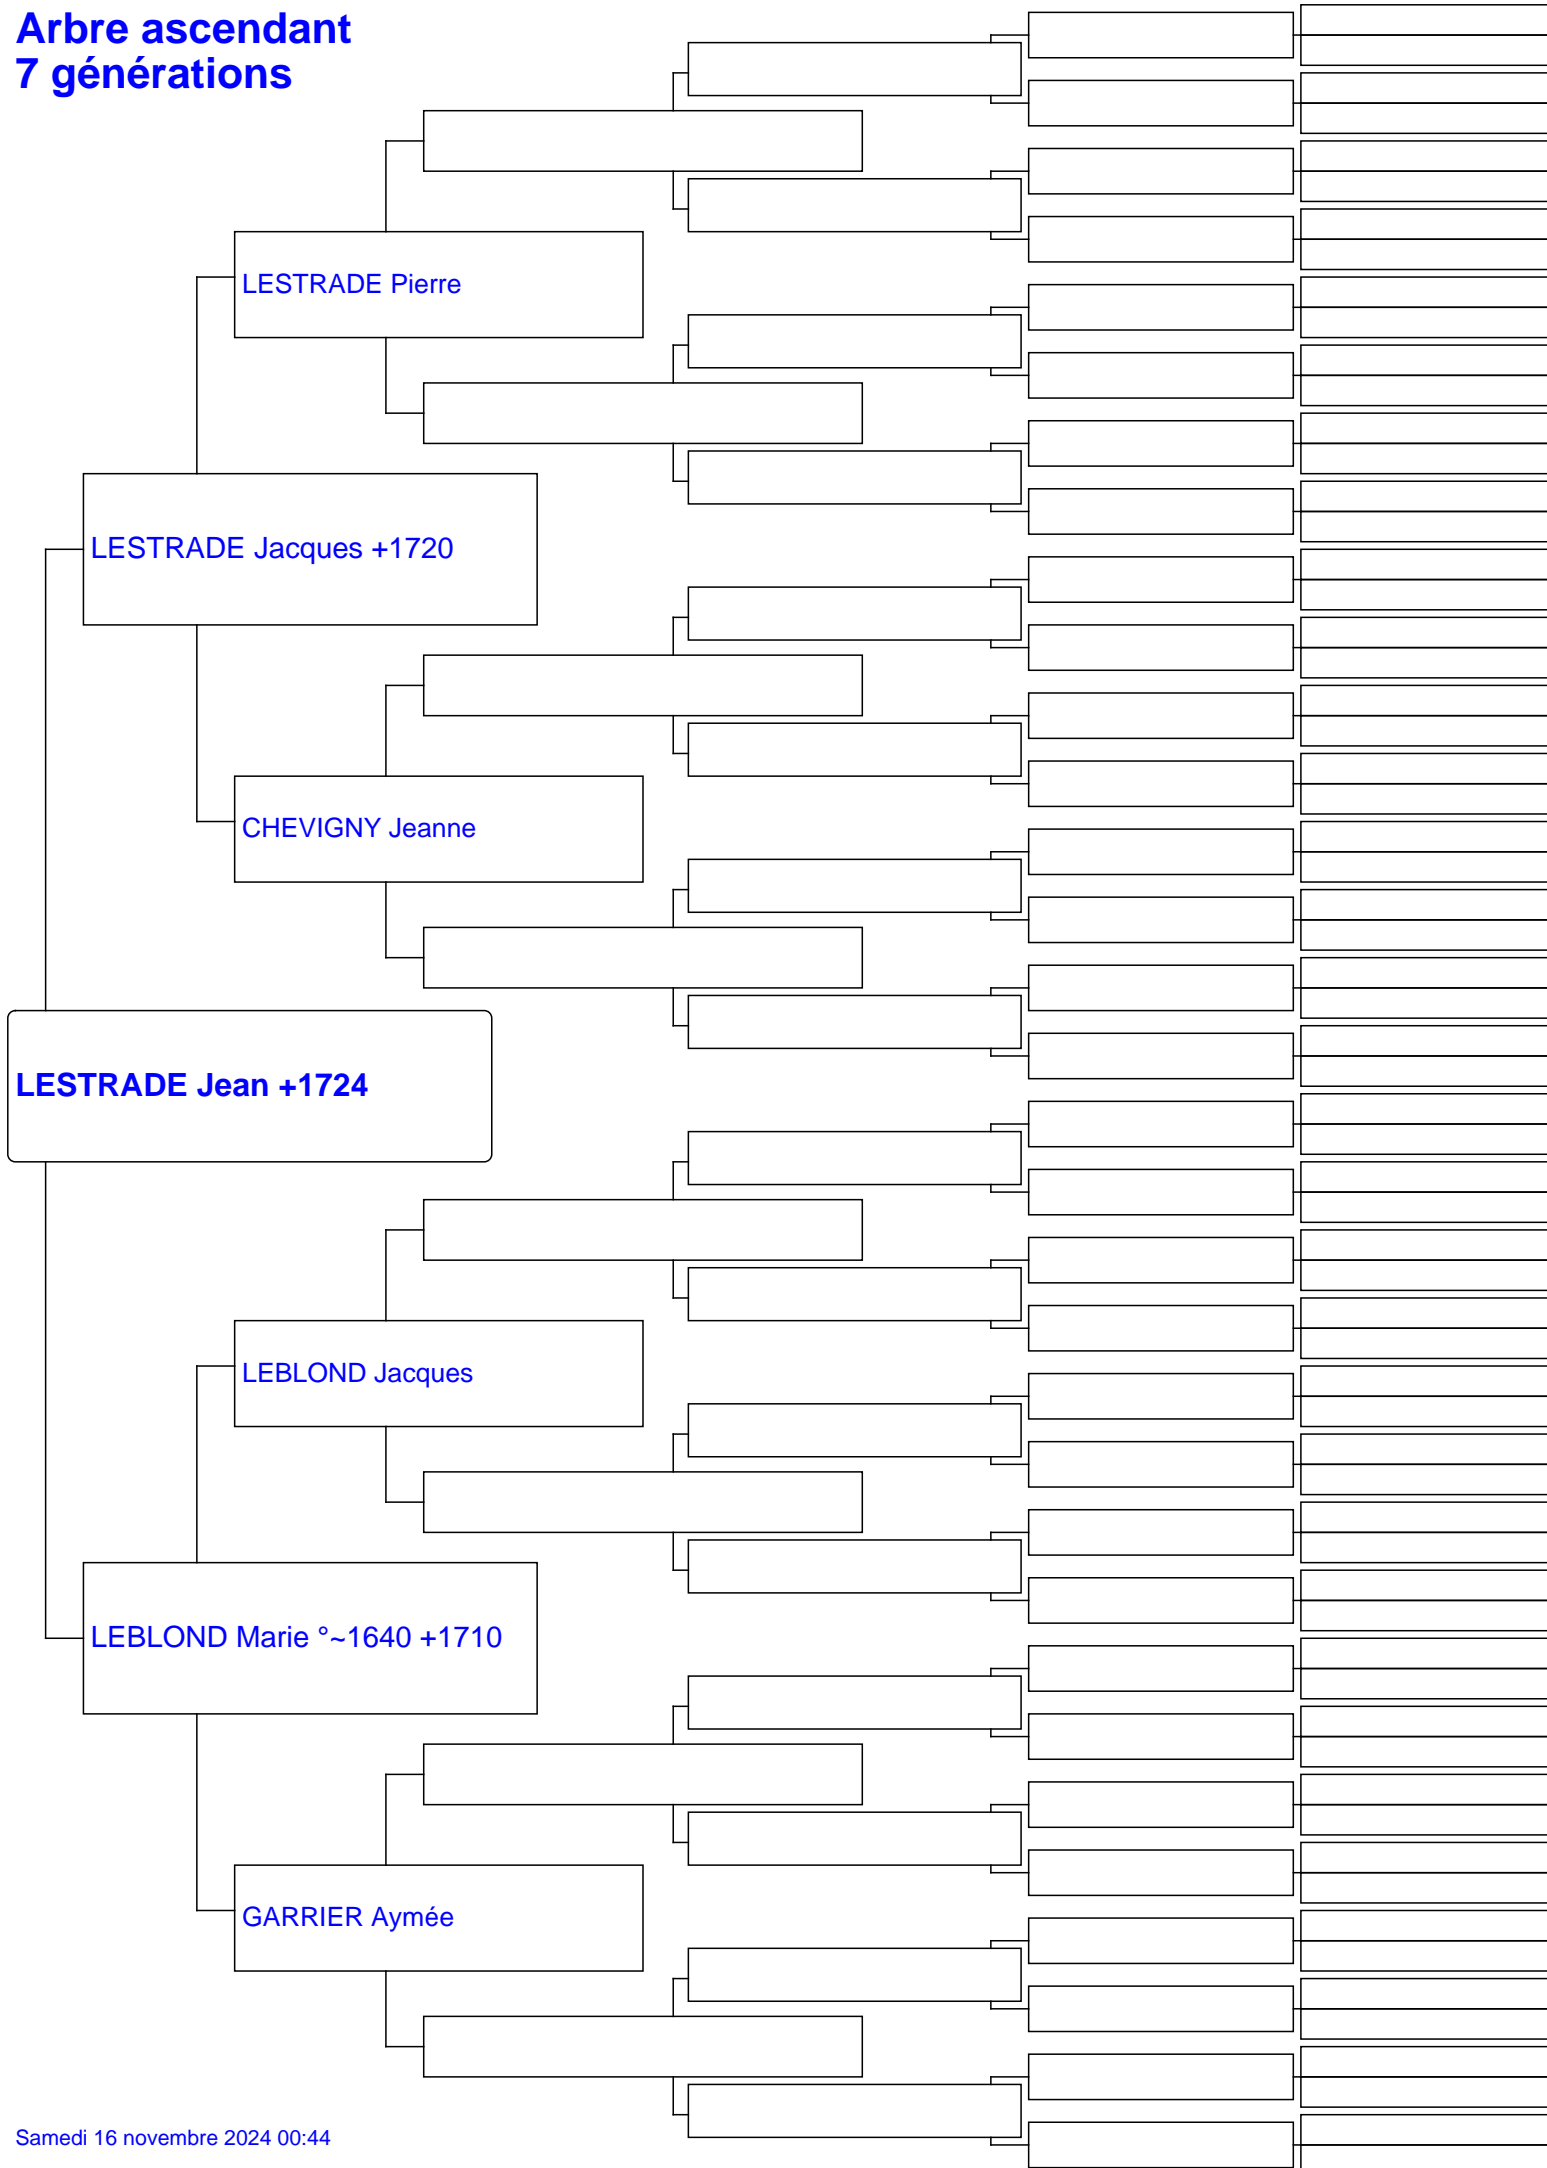 Arbre ascendant
7 générations
LESTRADE Pierre
LESTRADE Jacques +1720
CHEVIGNY Jeanne
LESTRADE Jean +1724
LEBLOND Jacques
LEBLOND Marie °~1640 +1710
GARRIER Aymée
Samedi 16 novembre 2024 00:44